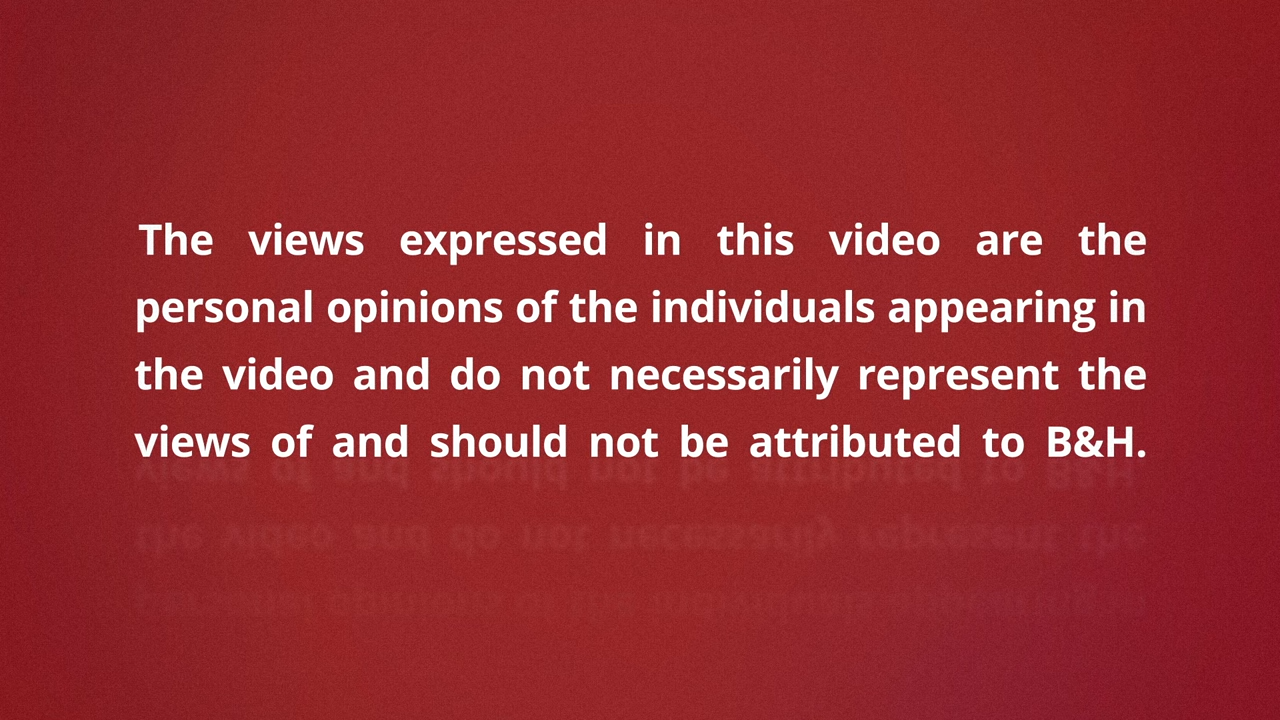 The views expressed in this video are the
personal opinions of the individuals appearing in
the video and do not necessarily represent the
views of and should not be attributed to B&H.